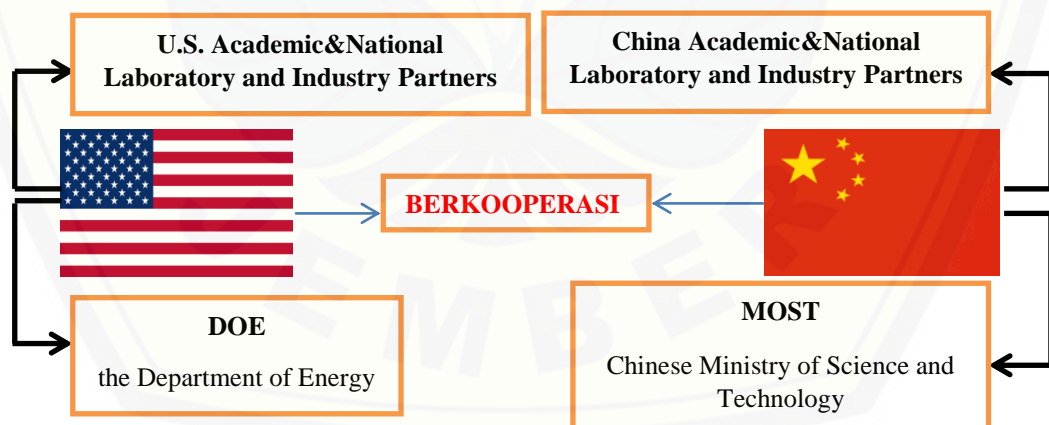 U.S. Academic&National
Laboratory and Industry Partners
China Academic&National
Laboratory and Industry Partners
BERKOOPERASI
DOE
the Department of Energy
MOST
Chinese Ministry of Science and
Technology
JEMBER